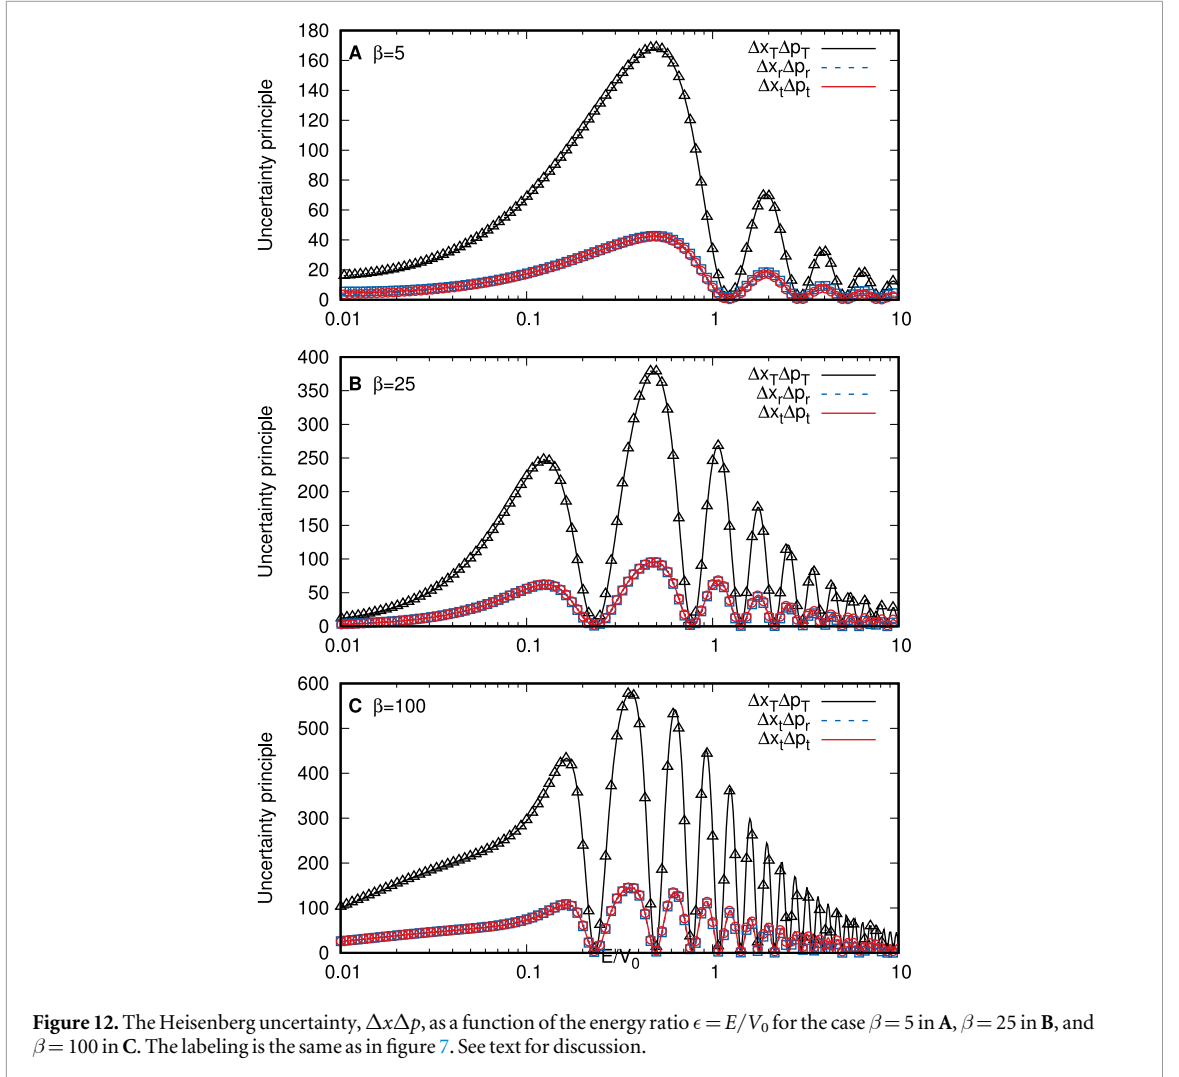 180
160
140
120
100
80
60
40
20
0
Uncertainty principle
A β=5
Δx_TΔp_T
Δx_rΔp_r
Δx_tΔp_t
0.01 0.1 1 10
400
350
300
250
200
150
100
50
0
Uncertainty principle
B β=25
Δx_TΔp_T
Δx_rΔp_r
Δx_tΔp_t
0.01 0.1 1 10
600
500
400
300
200
100
0
Uncertainty principle
C β=100
Δx_TΔp_T
Δx_tΔp_r
Δx_tΔp_t
0.01 0.1 1 10
E/V₀
Figure 12. The Heisenberg uncertainty, ΔxΔp, as a function of the energy ratio ϵ = E/V₀ for the case β = 5 in A, β = 25 in B, and
β = 100 in C. The labeling is the same as in figure 7. See text for discussion.